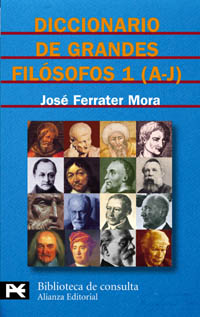 DICCIONARIO
DE GRANDES
FILÓSOFOS 1 (A-J)
José Ferrater Mora
Biblioteca de consulta
Alianza Editorial